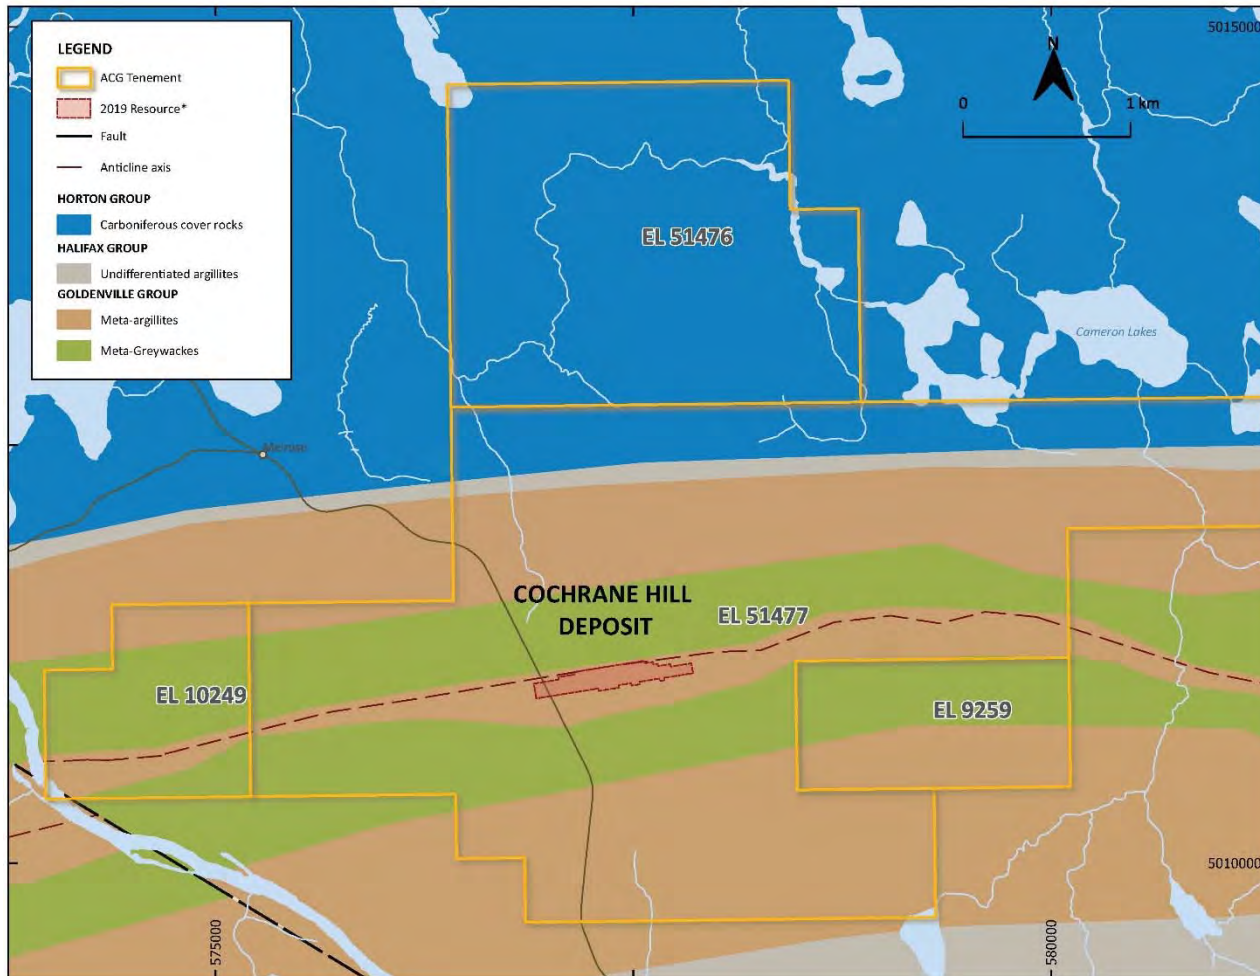 LEGEND
ACG Tenement
2019 Resource*
Fault
Anticline axis
HORTON GROUP
Carboniferous cover rocks
HALIFAX GROUP
Undifferentiated argillites
GOLDENVILLE GROUP
Meta-argillites
Meta-Greywackes
5015000
N
0 1 km
EL 51476
Cameron Lakes
Melrose
COCHRANE HILL
DEPOSIT
EL 51477
EL 10249
EL 9259
5010000
575000
580000